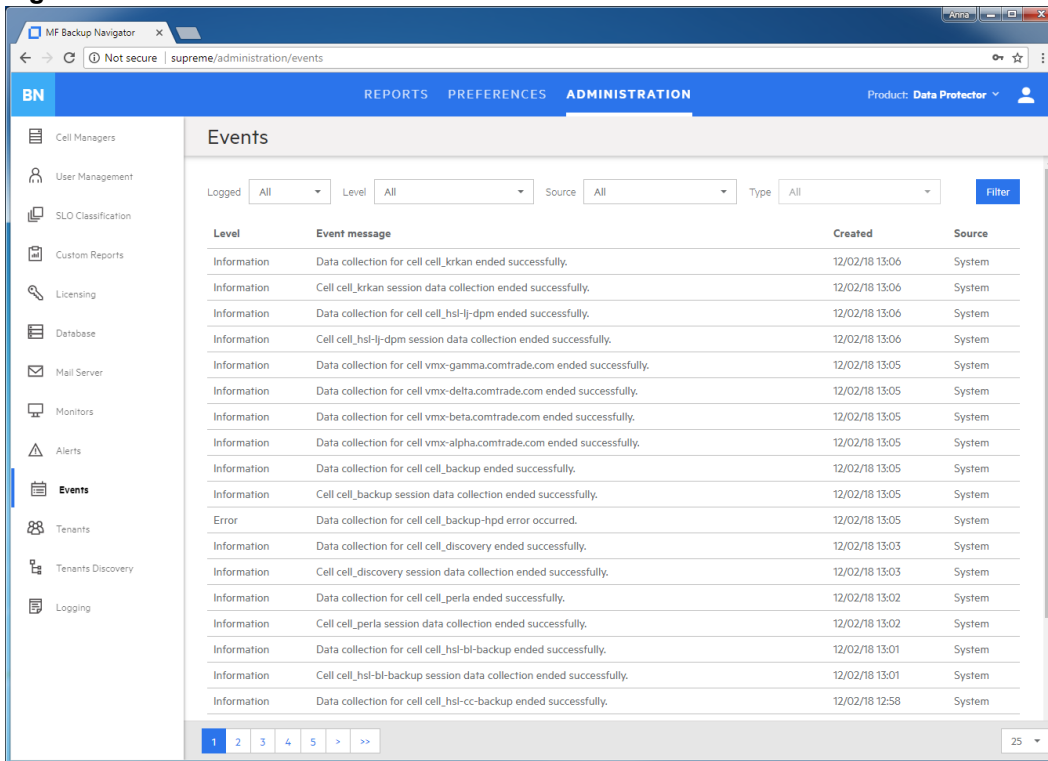 Anna
MF Backup Navigator
Not secure | supreme/administration/events
BN REPORTS PREFERENCES ADMINISTRATION Product: Data Protector
Cell Managers
User Management
SLO Classification
Custom Reports
Licensing
Database
Mail Server
Monitors
Alerts
Events
Tenants
Tenants Discovery
Logging
Events
Logged All Level All Source All Type All Filter
Level Event message Created Source
Information Data collection for cell cell_krkan ended successfully. 12/02/18 13:06 System
Information Cell cell_krkan session data collection ended successfully. 12/02/18 13:06 System
Information Data collection for cell cell_hsl-lj-dpm ended successfully. 12/02/18 13:06 System
Information Cell cell_hsl-lj-dpm session data collection ended successfully. 12/02/18 13:06 System
Information Data collection for cell vmx-gamma.comtrade.com ended successfully. 12/02/18 13:05 System
Information Data collection for cell vmx-delta.comtrade.com ended successfully. 12/02/18 13:05 System
Information Data collection for cell vmx-beta.comtrade.com ended successfully. 12/02/18 13:05 System
Information Data collection for cell vmx-alpha.comtrade.com ended successfully. 12/02/18 13:05 System
Information Data collection for cell cell_backup ended successfully. 12/02/18 13:05 System
Information Cell cell_backup session data collection ended successfully. 12/02/18 13:05 System
Error Data collection for cell cell_backup-hpd error occurred. 12/02/18 13:05 System
Information Data collection for cell cell_discovery ended successfully. 12/02/18 13:03 System
Information Cell cell_discovery session data collection ended successfully. 12/02/18 13:03 System
Information Data collection for cell cell_perla ended successfully. 12/02/18 13:02 System
Information Cell cell_perla session data collection ended successfully. 12/02/18 13:02 System
Information Data collection for cell cell_hsl-bl-backup ended successfully. 12/02/18 13:01 System
Information Cell cell_hsl-bl-backup session data collection ended successfully. 12/02/18 13:01 System
Information Data collection for cell cell_hsl-cc-backup ended successfully. 12/02/18 12:58 System
1 2 3 4 5 > >> 25